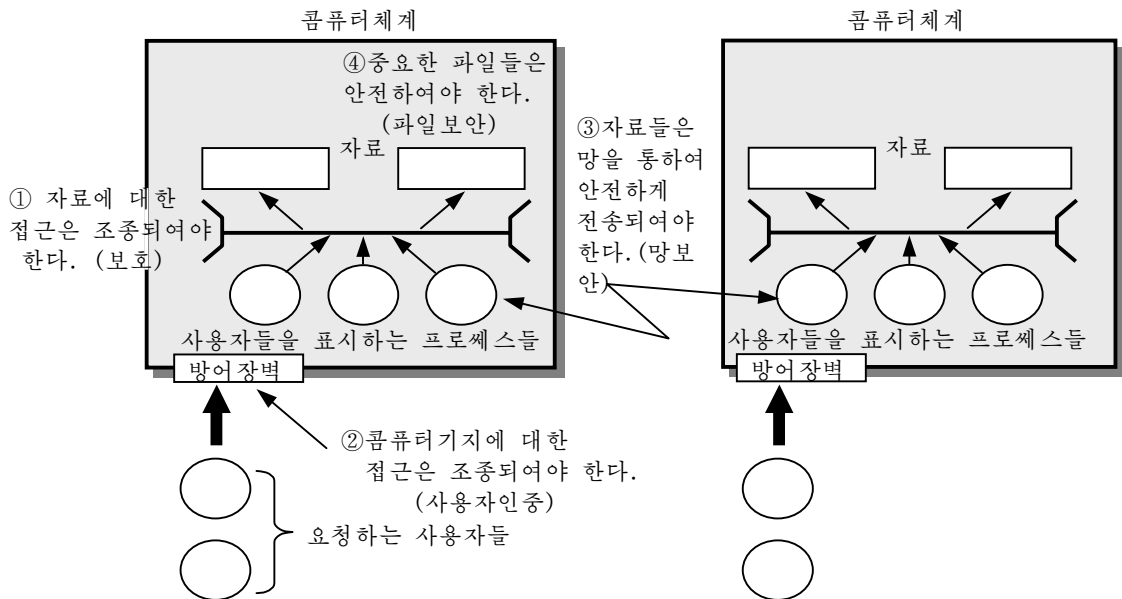 콤퓨터체계
콤퓨터체계
④중요한 파일들은
안전하여야 한다.
(파일보안)
자료
③자료들은
망을 통하여
안전하게
전송되여야
한다.(망보
안)
자료
① 자료에 대한
접근은 조종되여야
한다. (보호)
사용자들을 표시하는 프로쎄스들
사용자들을 표시하는 프로쎄스들
방어장벽
방어장벽
②콤퓨터기지에 대한
접근은 조종되여야 한다.
(사용자인증)
요청하는 사용자들